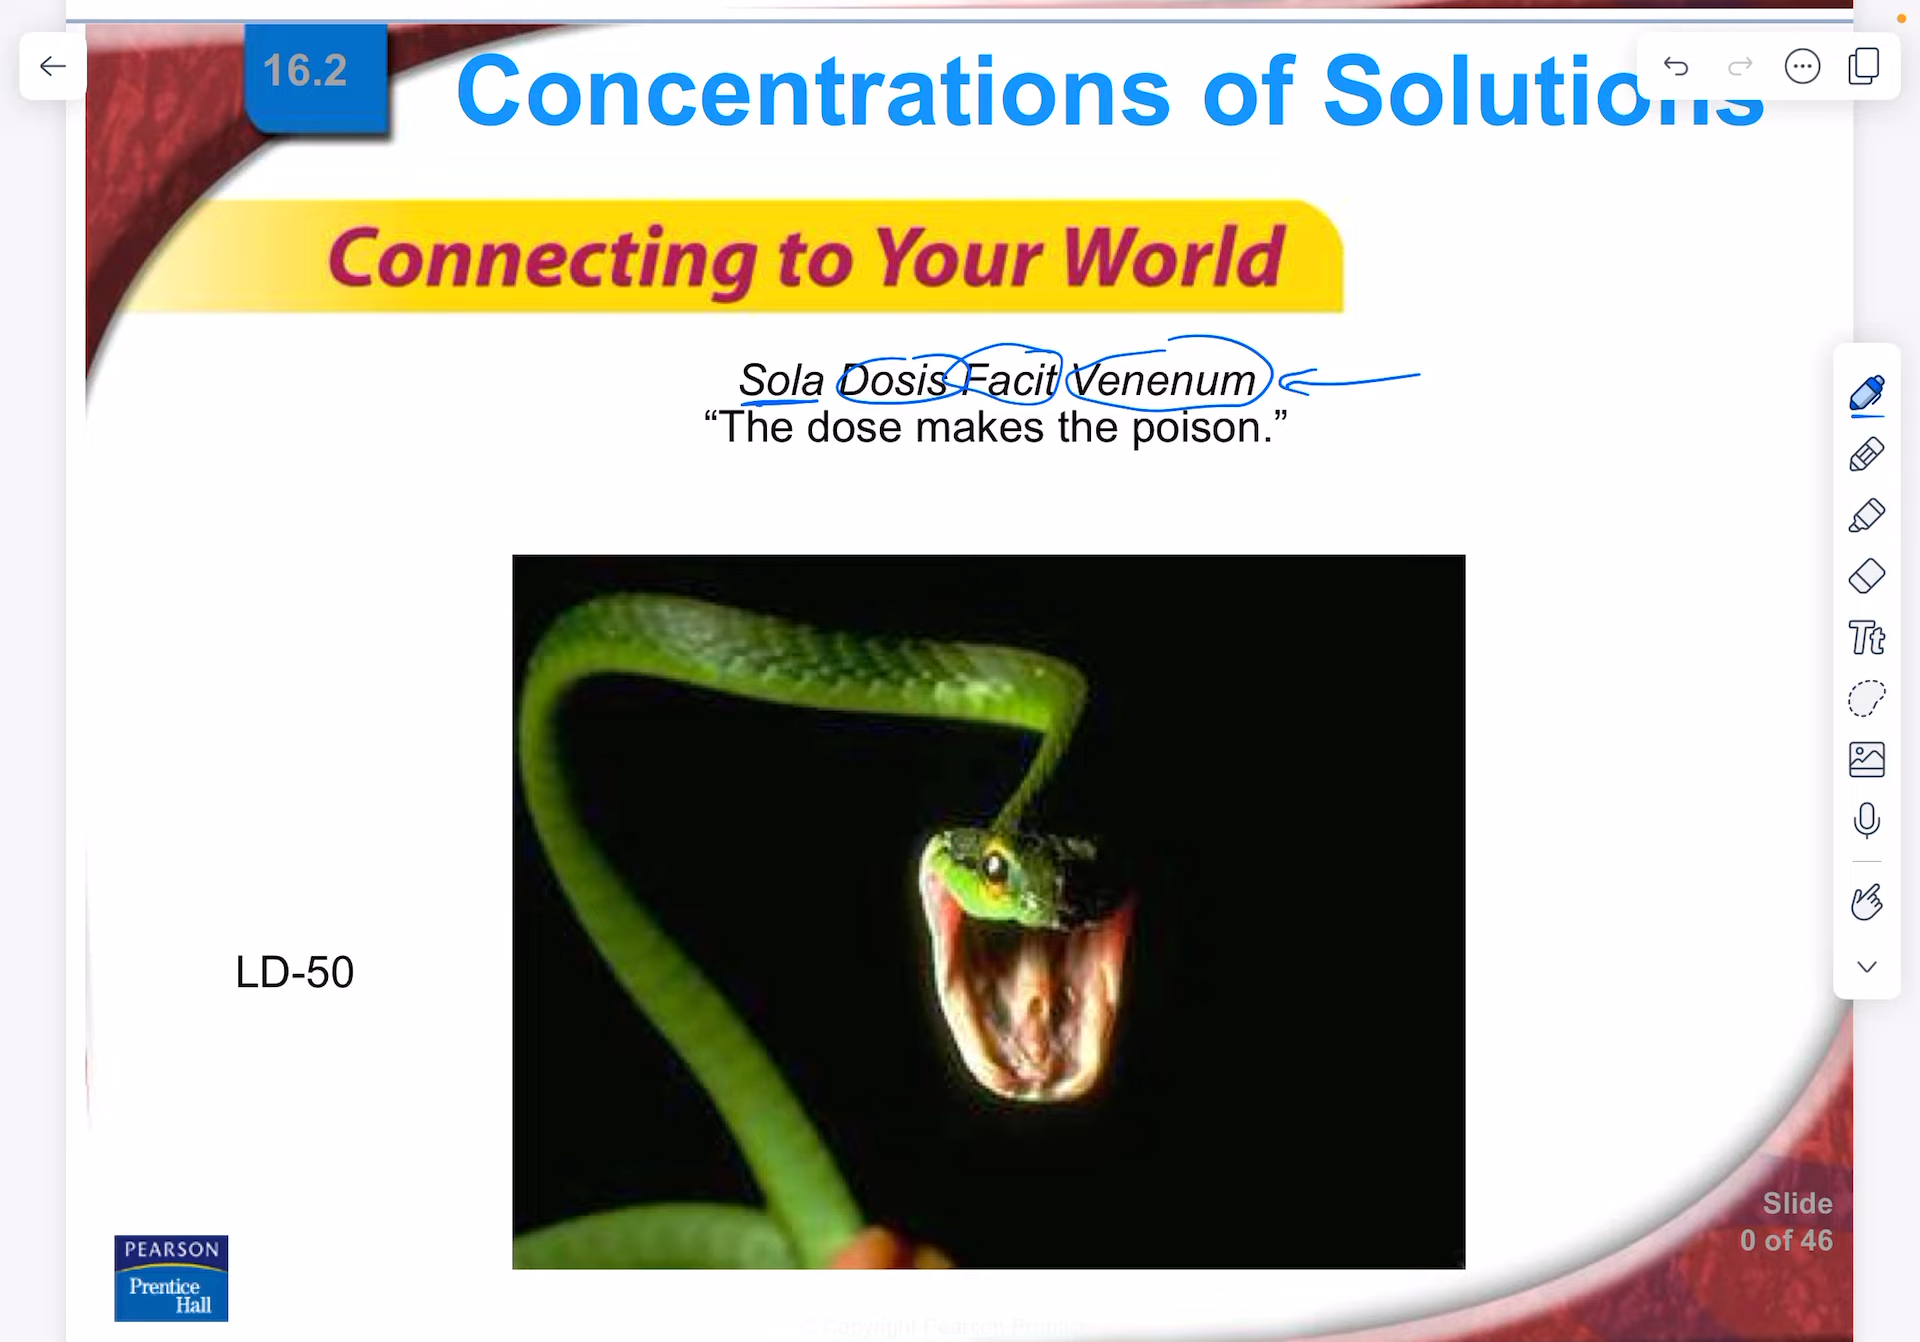 16.2
Concentrations of Solutions
Connecting to Your World
Sola Dosis Facit Venenum
“The dose makes the poison.”
LD-50
Slide
0 of 46
PEARSON
Prentice
Hall
Tt